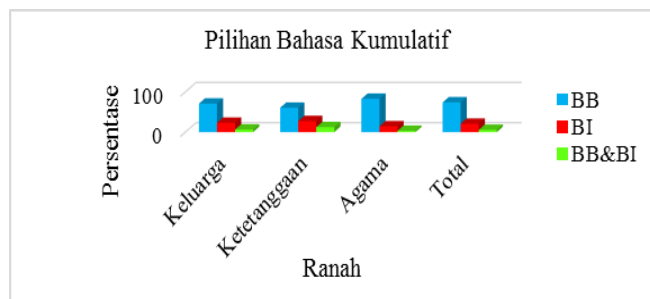 Pilihan Bahasa Kumulatif
Persentase
100
0
BB
BI
BB&BI
Keluarga
Ketetanggaan
Agama
Total
Ranah